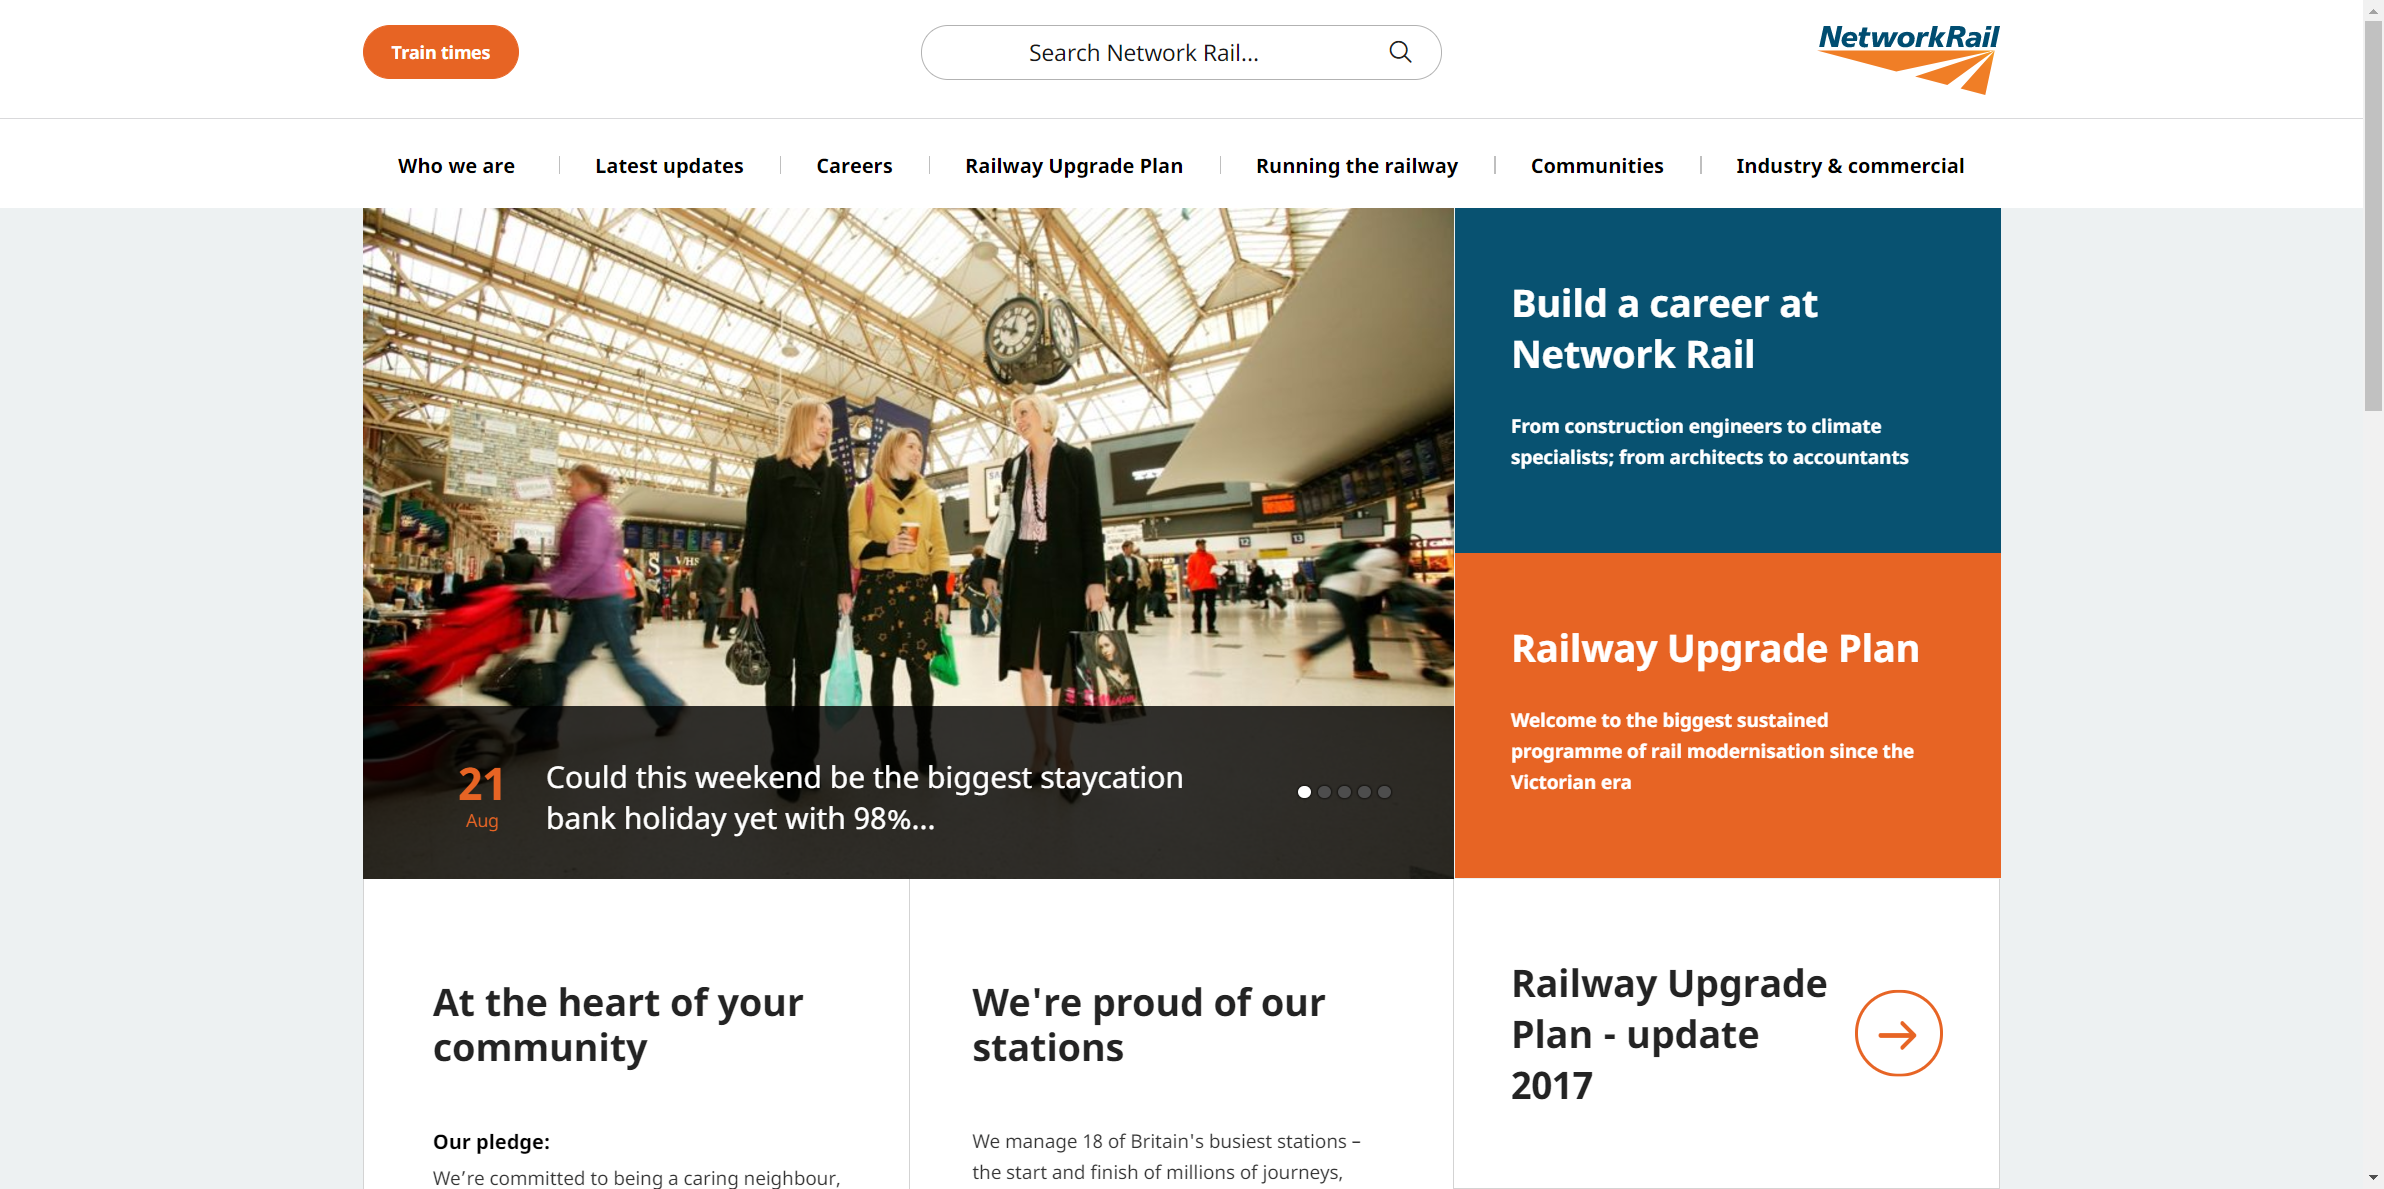 Train times
Search Network Rail...
NetworkRail
Who we are
Latest updates
Careers
Railway Upgrade Plan
Running the railway
Communities
Industry & commercial
Build a career at
Network Rail
From construction engineers to climate
specialists; from architects to accountants
Railway Upgrade Plan
Welcome to the biggest sustained
programme of rail modernisation since the
Victorian era
12
13
21
Aug
Could this weekend be the biggest staycation
bank holiday yet with 98%...
At the heart of your
community
Our pledge:
We’re committed to being a caring neighbour,
We're proud of our
stations
We manage 18 of Britain's busiest stations –
the start and finish of millions of journeys,
Railway Upgrade
Plan - update
2017